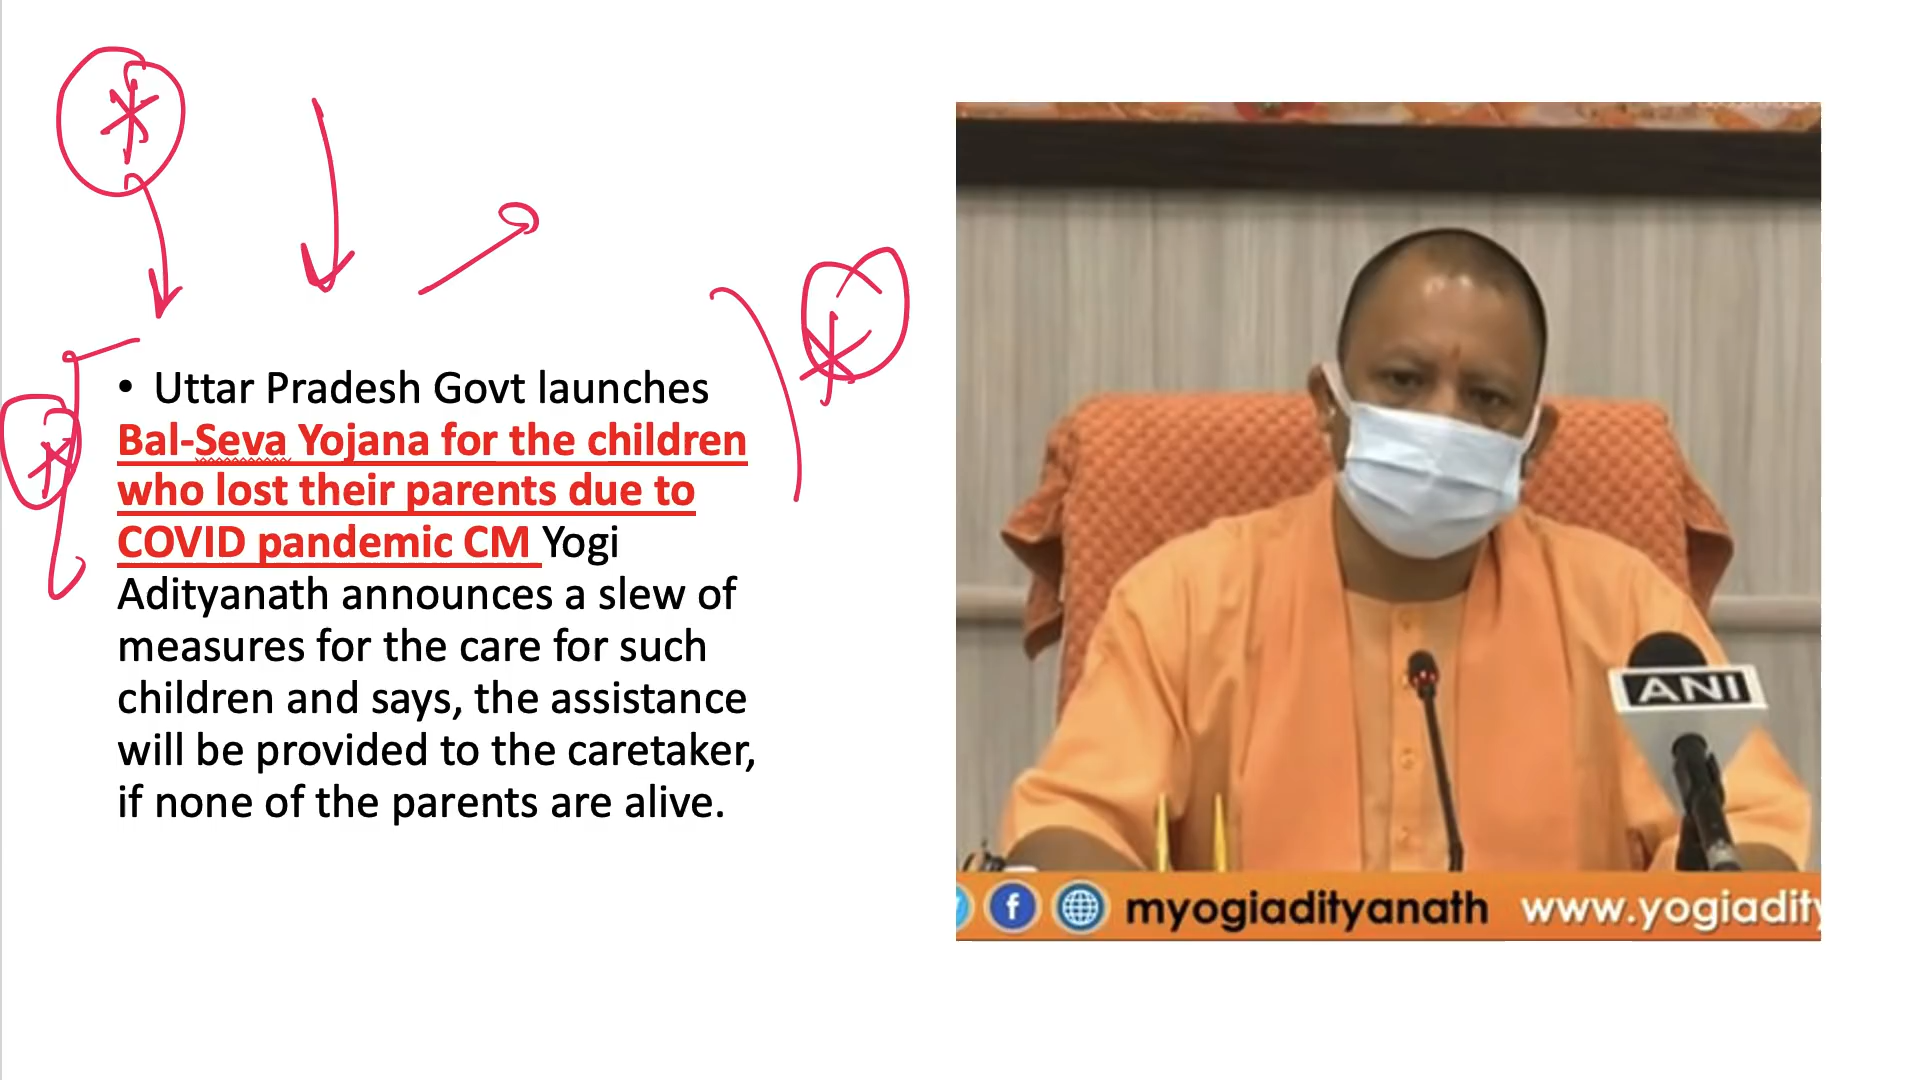 • Uttar Pradesh Govt launches
Bal-Seva Yojana for the children
who lost their parents due to
COVID pandemic CM Yogi
Adityanath announces a slew of
measures for the care for such
children and says, the assistance
will be provided to the caretaker,
if none of the parents are alive.
ANI
myogiadityanath www.yogiadity